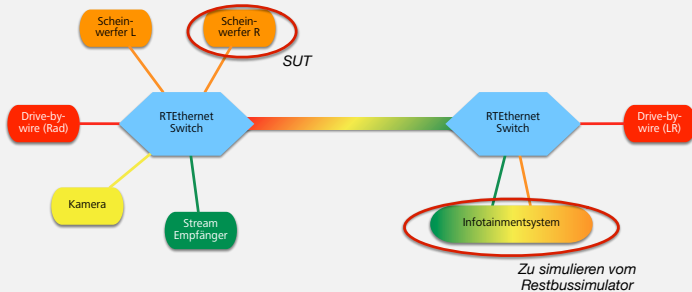 Schein-
werfer L
Schein-
werfer R
SUT
Drive-by-
wire (Rad)
RTEthernet
Switch
RTEthernet
Switch
Drive-by-
wire (LR)
Kamera
Stream
Empfänger
Infotainmentsystem
Zu simulieren vom
Restbussimulator